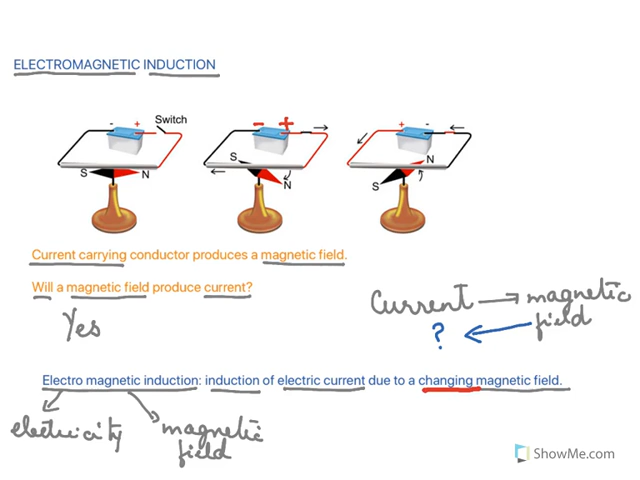 ELECTROMAGNETIC INDUCTION
- + Switch
- +
+ -
S N
S
N
N
S
Current carrying conductor produces a magnetic field.
Will a magnetic field produce current?
Yes
Current → magnetic
field
?
Electro magnetic induction: induction of electric current due to a changing magnetic field.
electricity
magnetic
field
ShowMe.com